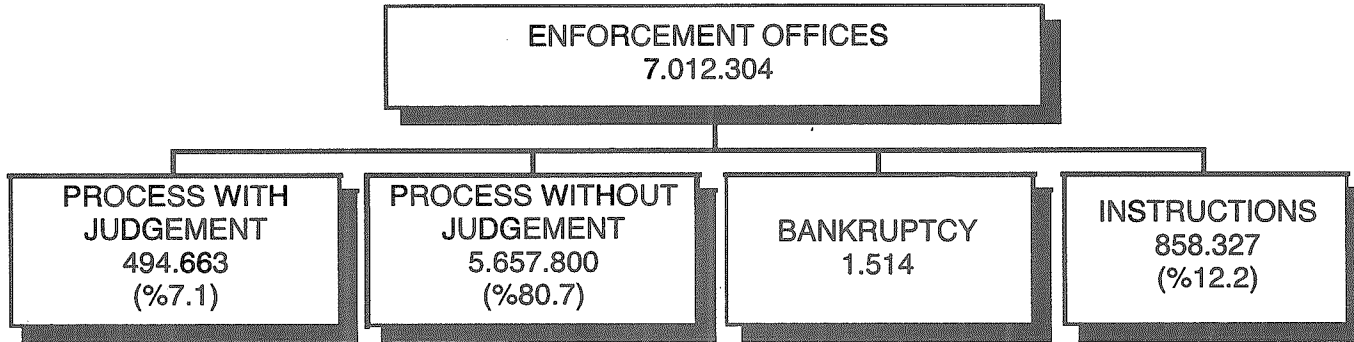 ENFORCEMENT OFFICES
7.012.304
PROCESS WITH
JUDGEMENT
494.663
(%7.1)
PROCESS WITHOUT
JUDGEMENT
5.657.800
(%80.7)
BANKRUPTCY
1.514
INSTRUCTIONS
858.327
(%12.2)